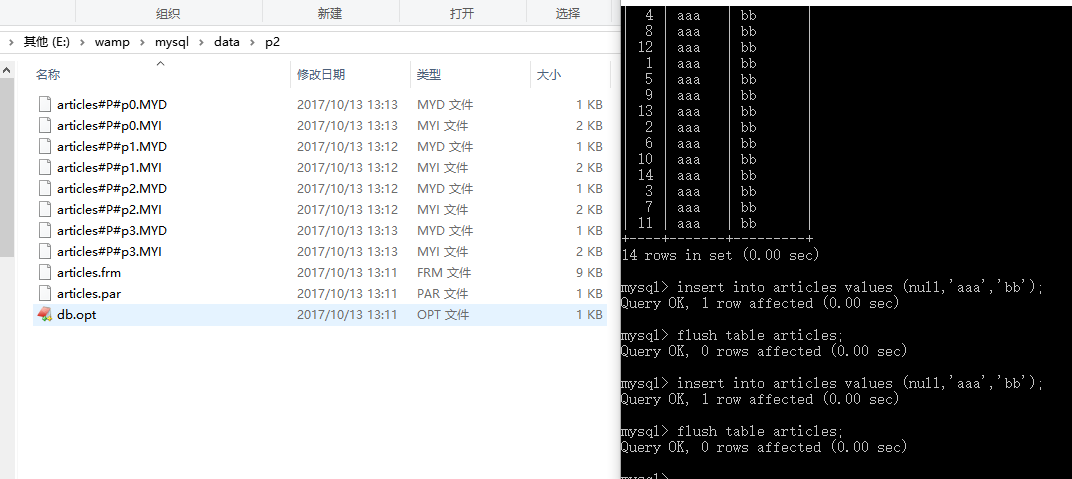 组织 新建 打开 选择
其他 (E:) wamp mysql data p2
名称 修改日期 类型 大小
articles#P#p0.MYD 2017/10/13 13:13 MYD 文件 1 KB
articles#P#p0.MYI 2017/10/13 13:13 MYI 文件 2 KB
articles#P#p1.MYD 2017/10/13 13:12 MYD 文件 1 KB
articles#P#p1.MYI 2017/10/13 13:12 MYI 文件 2 KB
articles#P#p2.MYD 2017/10/13 13:12 MYD 文件 1 KB
articles#P#p2.MYI 2017/10/13 13:12 MYI 文件 2 KB
articles#P#p3.MYD 2017/10/13 13:13 MYD 文件 1 KB
articles#P#p3.MYI 2017/10/13 13:13 MYI 文件 2 KB
articles.frm 2017/10/13 13:11 FRM 文件 9 KB
articles.par 2017/10/13 13:11 PAR 文件 1 KB
db.opt 2017/10/13 13:11 OPT 文件 1 KB
| 4 | aaa | bb |
| 8 | aaa | bb |
| 12 | aaa | bb |
| 1 | aaa | bb |
| 5 | aaa | bb |
| 9 | aaa | bb |
| 13 | aaa | bb |
| 2 | aaa | bb |
| 6 | aaa | bb |
| 10 | aaa | bb |
| 14 | aaa | bb |
| 3 | aaa | bb |
| 7 | aaa | bb |
| 11 | aaa | bb |
+----+-------+---------+
14 rows in set (0.00 sec)
mysql> insert into articles values (null,'aaa','bb');
Query OK, 1 row affected (0.00 sec)
mysql> flush table articles;
Query OK, 0 rows affected (0.00 sec)
mysql> insert into articles values (null,'aaa','bb');
Query OK, 1 row affected (0.00 sec)
mysql> flush table articles;
Query OK, 0 rows affected (0.00 sec)
mysql>